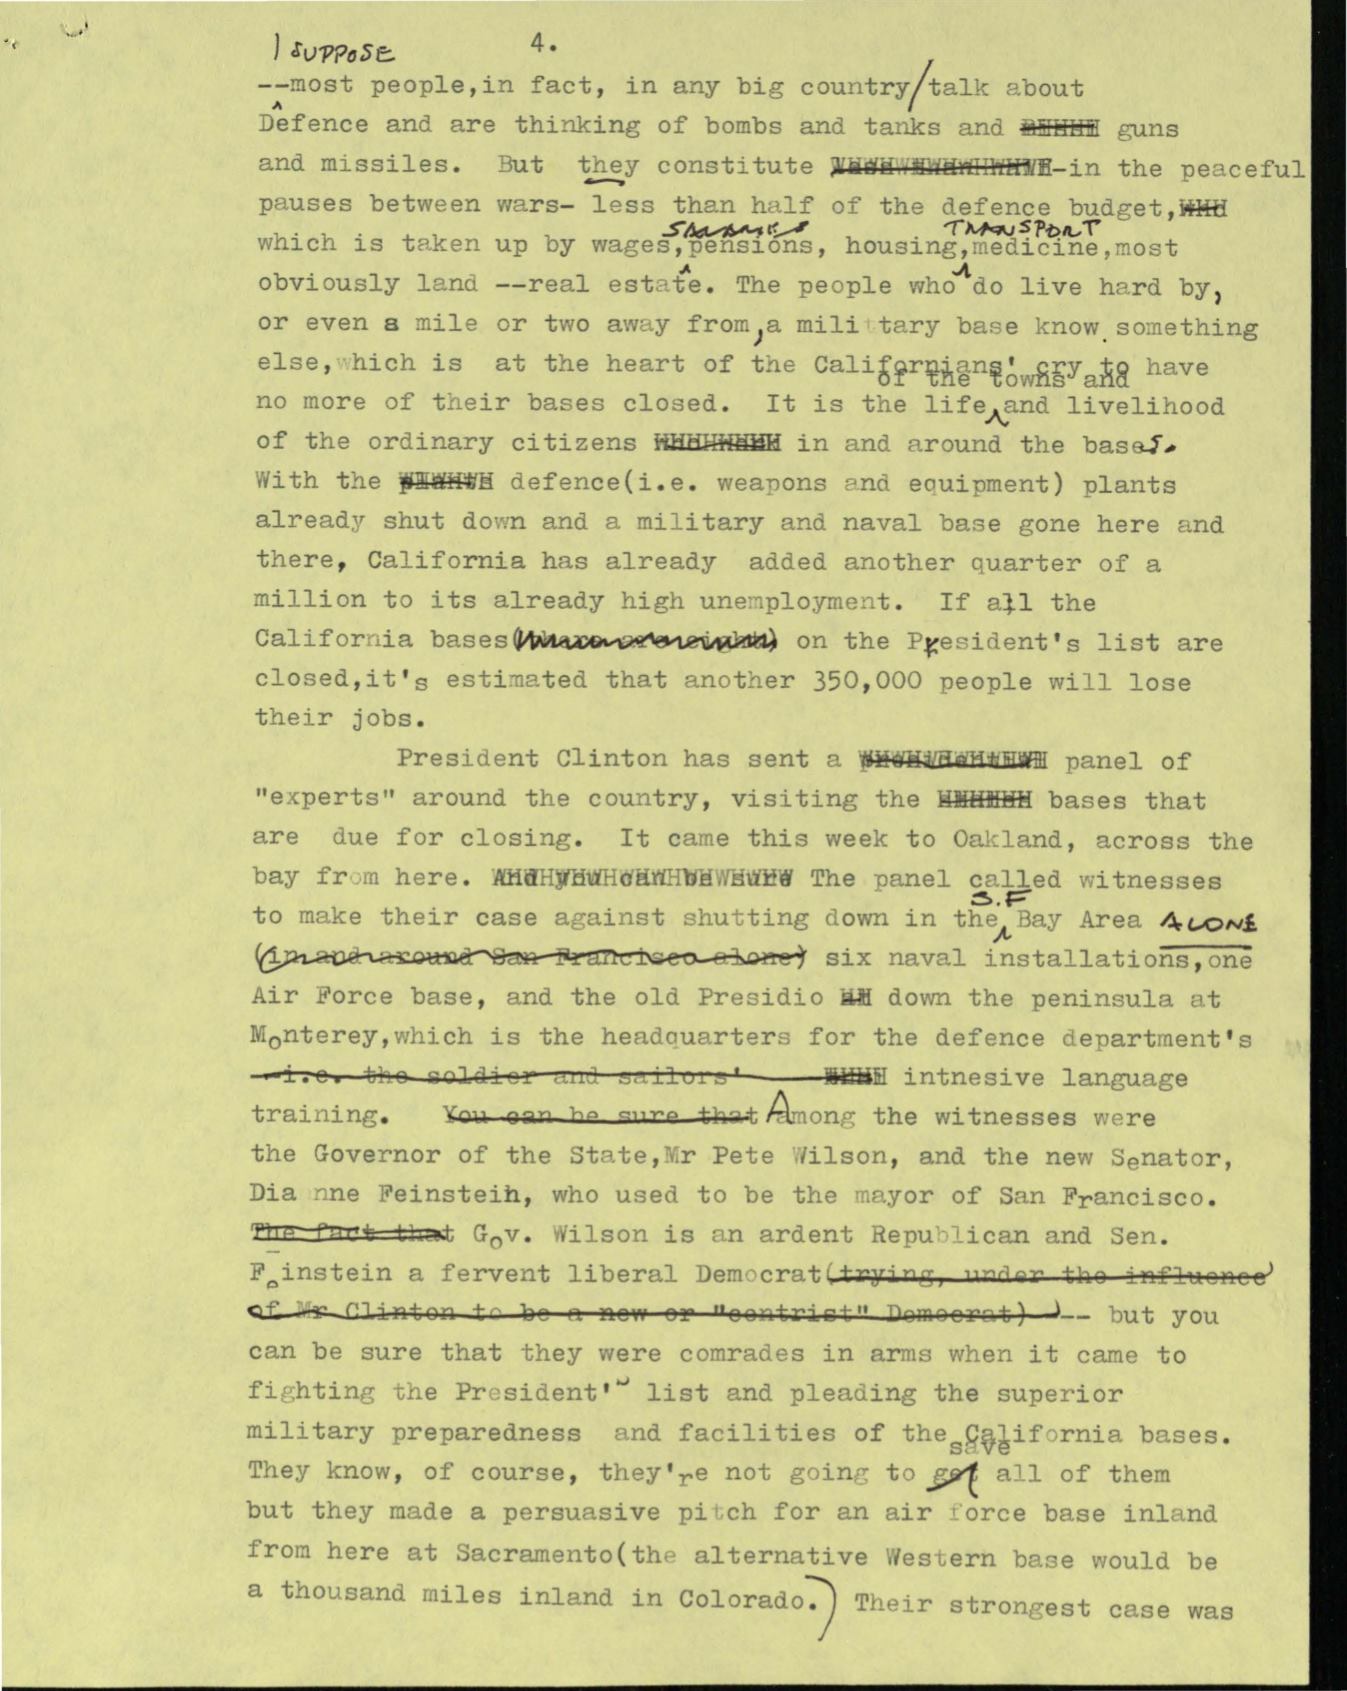 I SUPPOSE 4.
--most people,in fact, in any big country/talk about
Defence and are thinking of bombs and tanks and guns
and missiles. But they constitute -in the peaceful
pauses between wars- less than half of the defence budget,
SALARIES TRANSPORT
which is taken up by wages,pensions, housing,medicine,most
obviously land --real estate. The people who do live hard by,
or even a mile or two away from,a military base know something
else,which is at the heart of the Californians' cry to have
of the towns and
no more of their bases closed. It is the life and livelihood
of the ordinary citizens in and around the bases.
With the defence(i.e. weapons and equipment) plants
already shut down and a military and naval base gone here and
there, California has already added another quarter of a
million to its already high unemployment. If all the
California bases (there are eight) on the President's list are
closed,it's estimated that another 350,000 people will lose
their jobs.
President Clinton has sent a panel of
"experts" around the country, visiting the bases that
are due for closing. It came this week to Oakland, across the
bay from here. And you can be sure The panel called witnesses
S.F
to make their case against shutting down in the Bay Area ALONE
(in and around San Francisco alone) six naval installations,one
Air Force base, and the old Presidio down the peninsula at
Monterey,which is the headquarters for the defence department's
-i.e. the soldier and sailors' intnesive language
training. You can be sure that Among the witnesses were
the Governor of the State,Mr Pete Wilson, and the new Senator,
Dianne Feinstein, who used to be the mayor of San Francisco.
The fact that Gov. Wilson is an ardent Republican and Sen.
Feinstein a fervent liberal Democrat(trying, under the influence
of Mr Clinton to be a new or "centrist" Democrat) -- but you
can be sure that they were comrades in arms when it came to
fighting the President's list and pleading the superior
military preparedness and facilities of the California bases.
save
They know, of course, they're not going to get all of them
but they made a persuasive pitch for an air force base inland
from here at Sacramento(the alternative Western base would be
a thousand miles inland in Colorado.) Their strongest case was